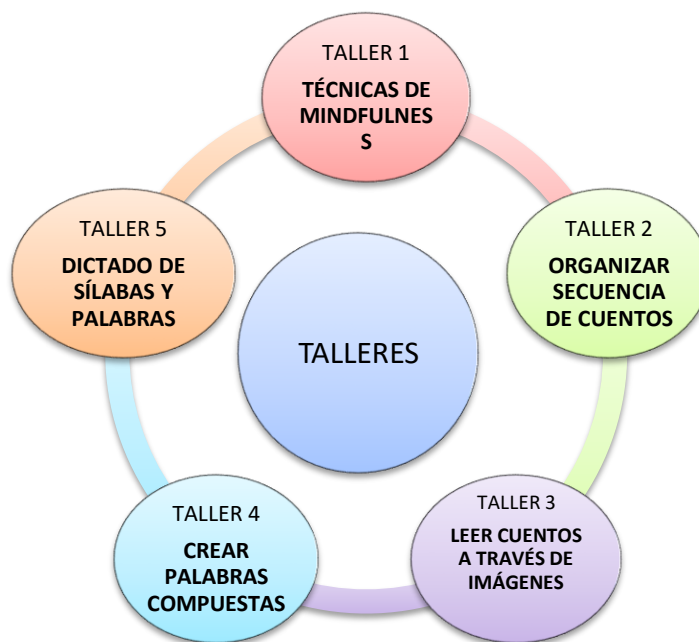 TALLER 1
TÉCNICAS DE
MINDFULNES
S
TALLER 2
ORGANIZAR
SECUENCIA
DE CUENTOS
TALLER 3
LEER CUENTOS
A TRAVÉS DE
IMÁGENES
TALLER 4
CREAR
PALABRAS
COMPUESTAS
TALLER 5
DICTADO DE
SÍLABAS Y
PALABRAS
TALLERES